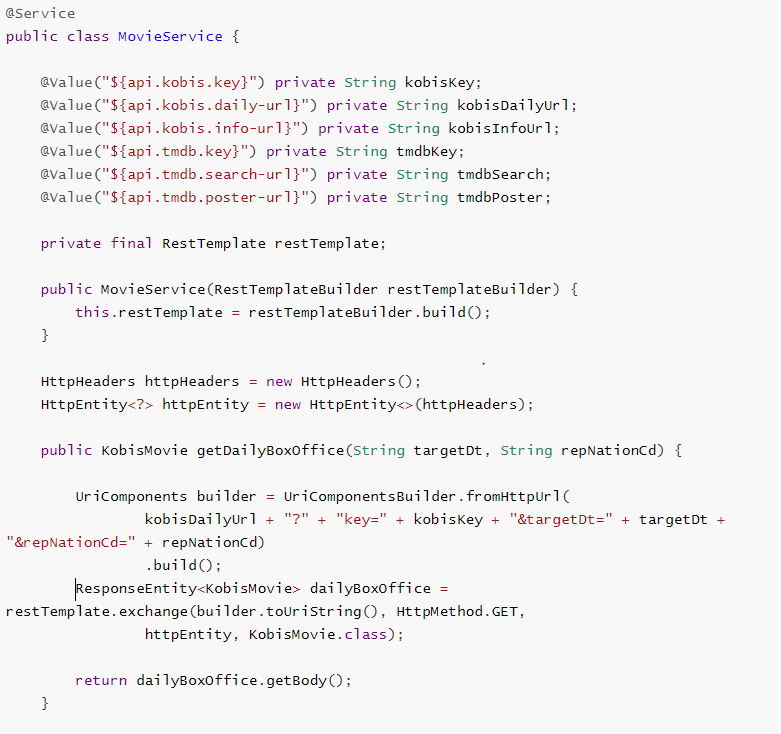 @Service
public class MovieService {
@Value("${api.kobis.key}") private String kobisKey;
@Value("${api.kobis.daily-url}") private String kobisDailyUrl;
@Value("${api.kobis.info-url}") private String kobisInfoUrl;
@Value("${api.tmdb.key}") private String tmdbKey;
@Value("${api.tmdb.search-url}") private String tmdbSearch;
@Value("${api.tmdb.poster-url}") private String tmdbPoster;
private final RestTemplate restTemplate;
public MovieService(RestTemplateBuilder restTemplateBuilder) {
this.restTemplate = restTemplateBuilder.build();
}
HttpHeaders httpHeaders = new HttpHeaders();
HttpEntity<?> httpEntity = new HttpEntity<>(httpHeaders);
public KobisMovie getDailyBoxOffice(String targetDt, String repNationCd) {
UriComponents builder = UriComponentsBuilder.fromHttpUrl(
kobisDailyUrl + "?" + "key=" + kobisKey + "&targetDt=" + targetDt +
"&repNationCd=" + repNationCd)
.build();
ResponseEntity<KobisMovie> dailyBoxOffice =
restTemplate.exchange(builder.toUriString(), HttpMethod.GET,
httpEntity, KobisMovie.class);
return dailyBoxOffice.getBody();
}